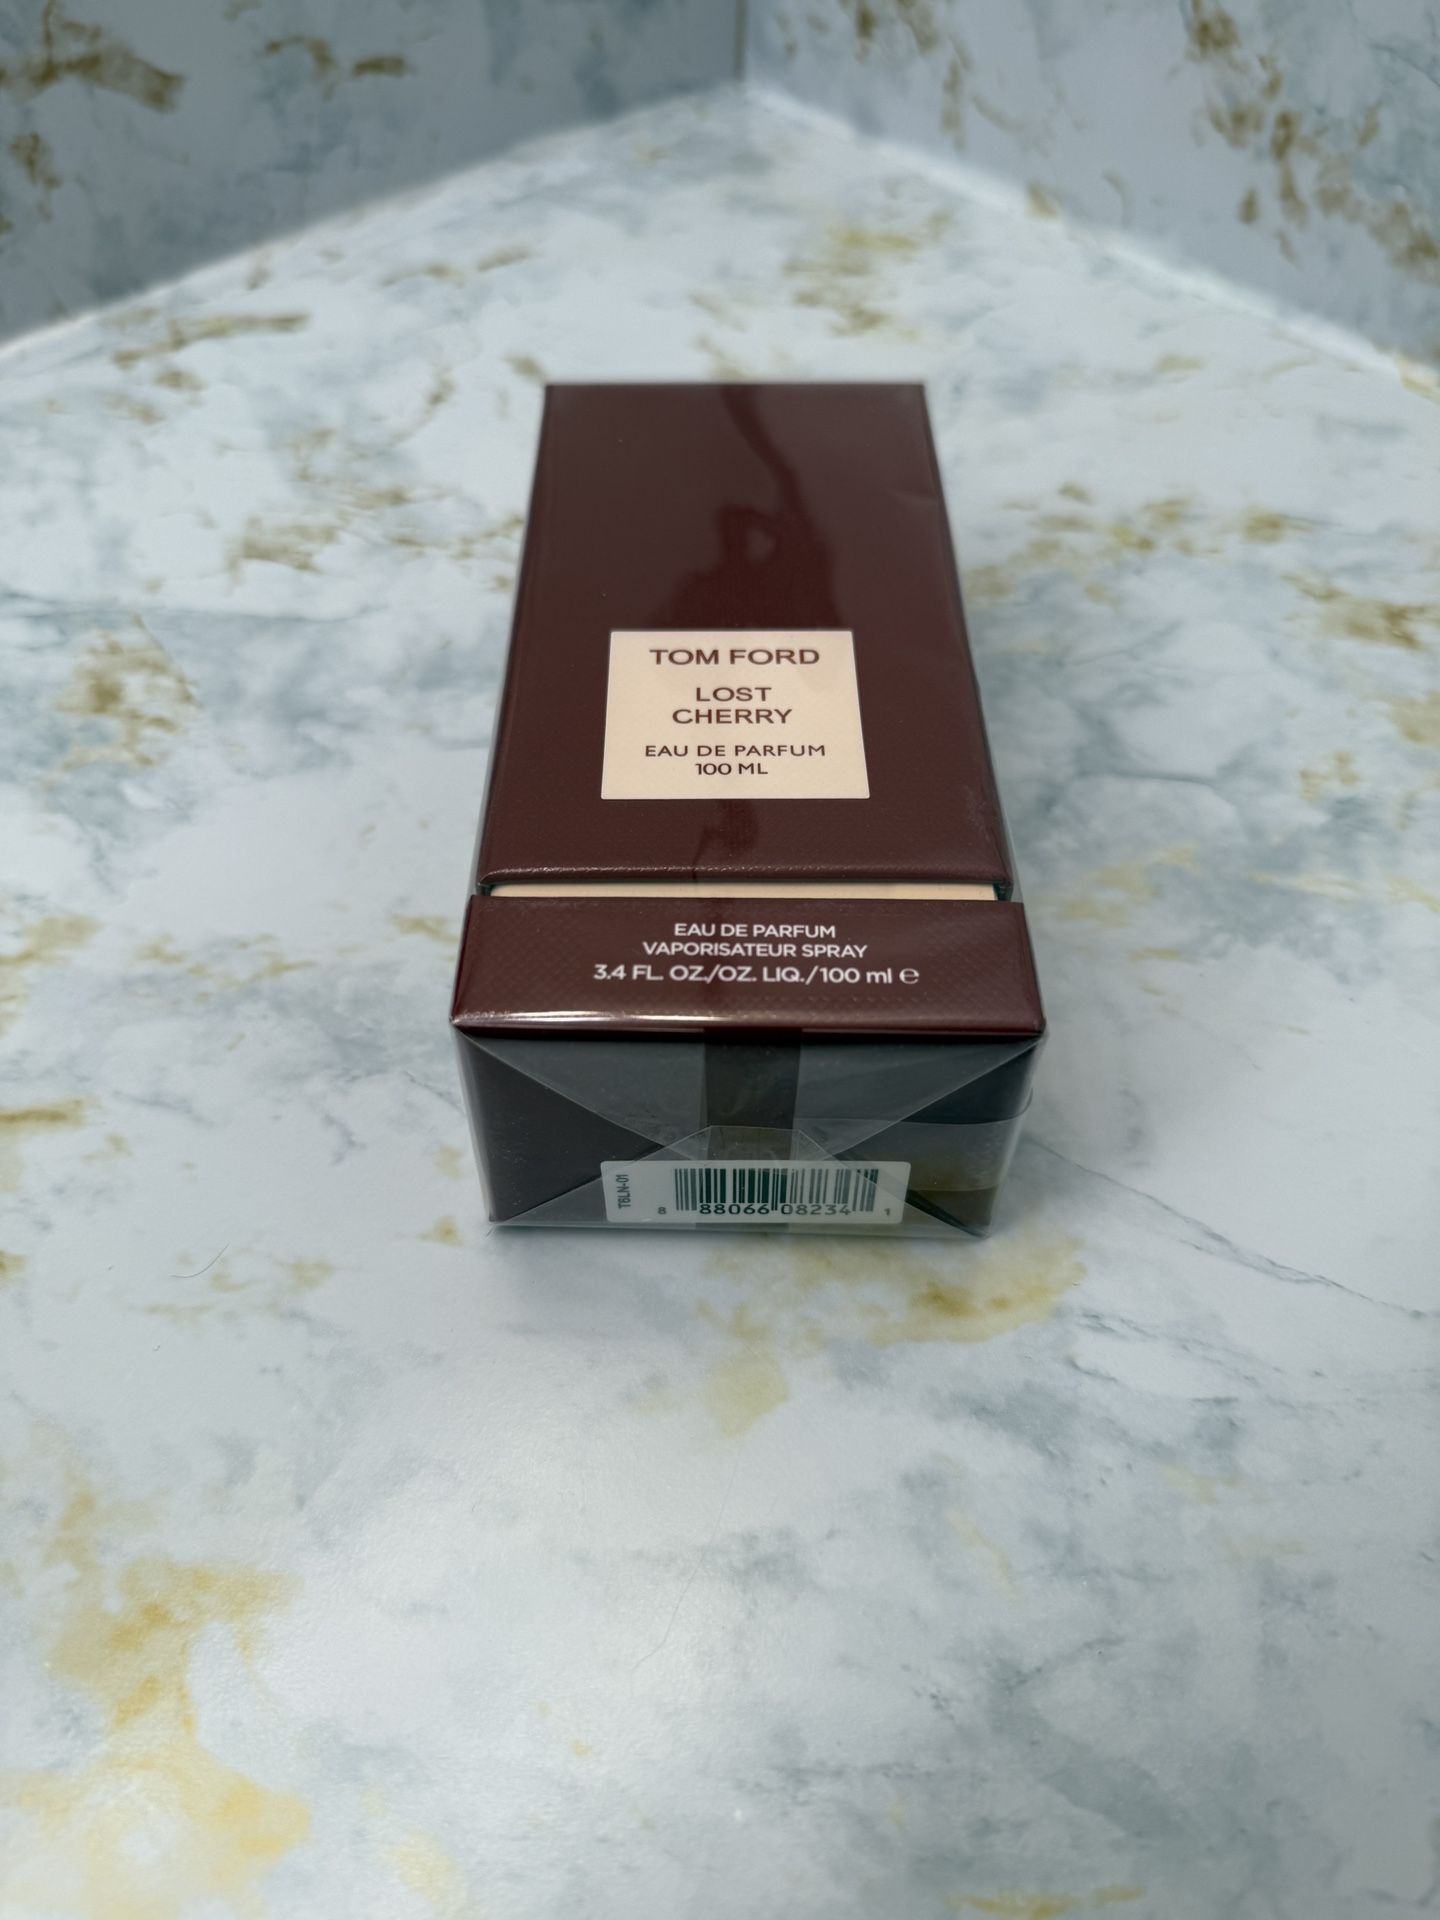 TOM FORD
LOST
CHERRY
EAU DE PARFUM
100 ML
EAU DE PARFUM
VAPORISATEUR SPRAY
3.4 FL. OZ./OZ. LIQ./100 ml ℮
T6LN-01
8 88066 08234 1